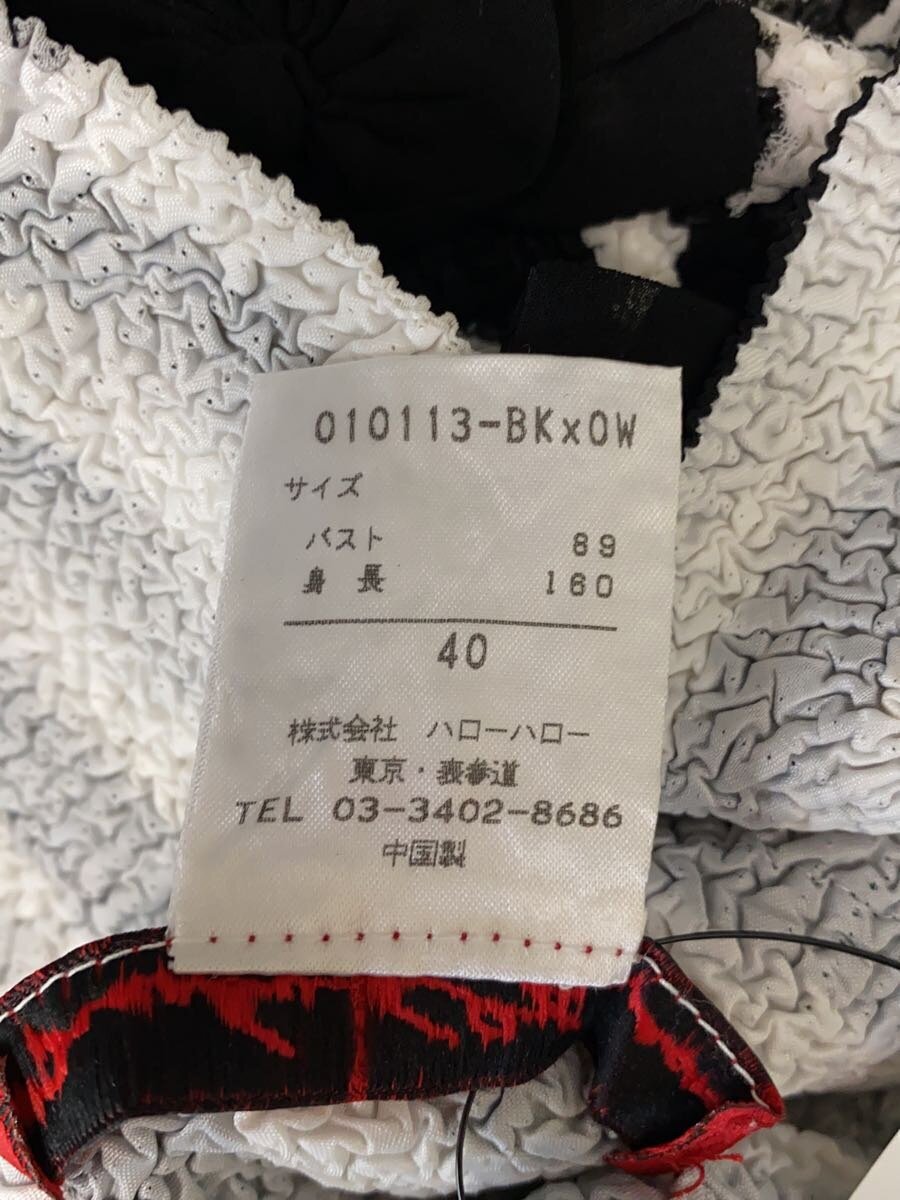 010113-BKxOW
サイズ
バスト 89
身長 160
40
株式会社 ハローハロー
東京・表参道
TEL 03-3402-8686
中国製